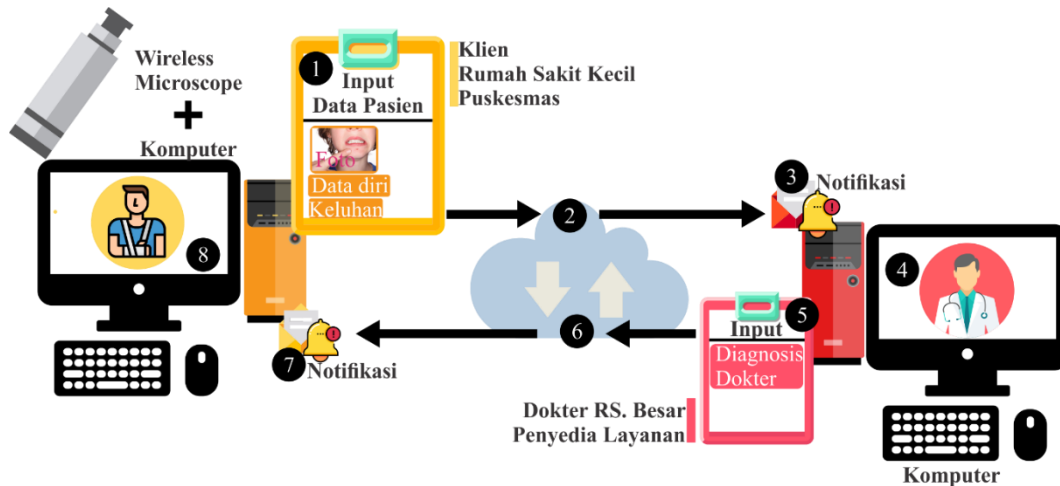 Wireless
Microscope
+
Komputer
1
Input
Data Pasien
Foto
Data diri
Keluhan
Klien
Rumah Sakit Kecil
Puskesmas
2
3
Notifikasi
4
5
Input
Diagnosis
Dokter
Dokter RS. Besar
Penyedia Layanan
Komputer
6
7
Notifikasi
8